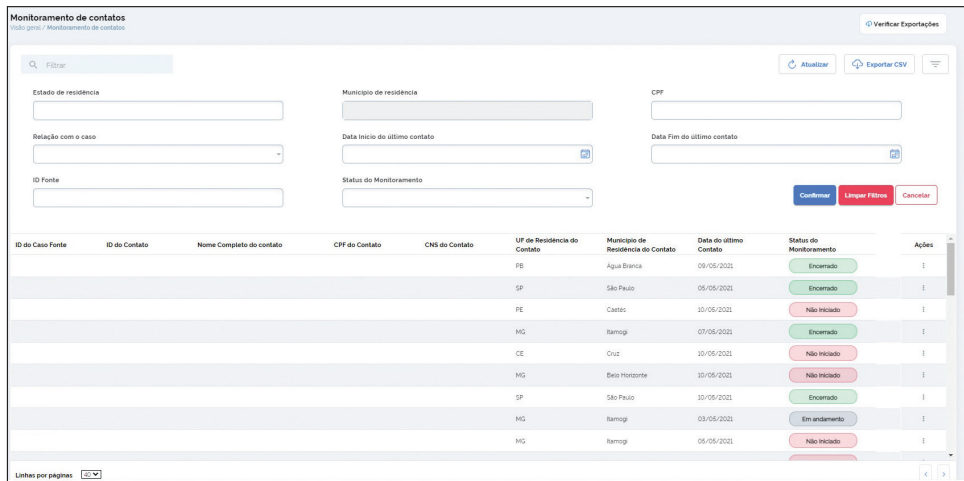 Monitoramento de contatos
Visão geral / Monitoramento de contatos
Verificar Exportações
Filtrar
Atualizar
Exportar CSV
Estado de residência
Município de residência
CPF
Relação com o caso
Data Início do último contato
Data Fim do último contato
ID Fonte
Status do Monitoramento
Confirmar
Limpar Filtros
Cancelar
ID do Caso Fonte ID do Contato Nome Completo do contato CPF do Contato CNS do Contato UF de Residência do Contato Município de Residência do Contato Data do último Contato Status do Monitoramento Ações
PB Água Branca 09/05/2021 Encerrado
SP São Paulo 05/05/2021 Encerrado
PE Caetés 10/05/2021 Não iniciado
MG Itamogi 07/05/2021 Encerrado
CE Cruz 10/05/2021 Não iniciado
MG Belo Horizonte 10/05/2021 Não iniciado
SP São Paulo 10/05/2021 Encerrado
MG Itamogi 03/05/2021 Em andamento
MG Itamogi 05/05/2021 Não iniciado
Linhas por páginas 40